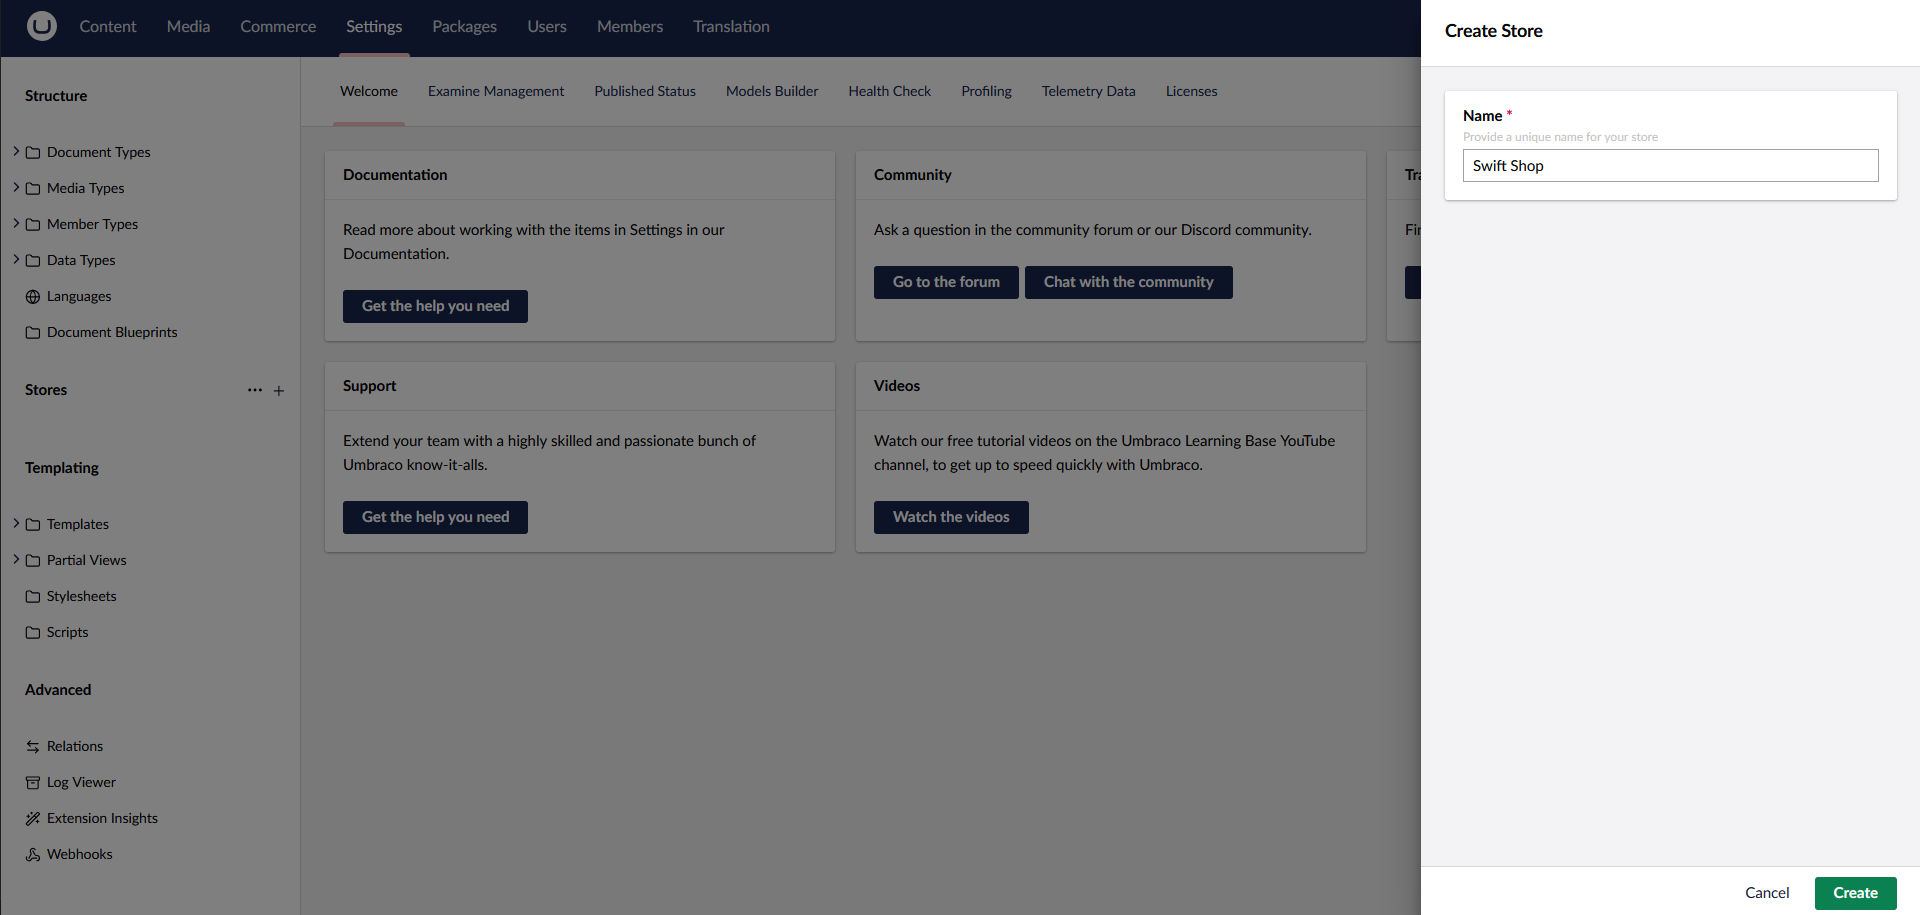 Content Media Commerce Settings Packages Users Members Translation
Structure
Document Types
Media Types
Member Types
Data Types
Languages
Document Blueprints
Stores
Templating
Templates
Partial Views
Stylesheets
Scripts
Advanced
Relations
Log Viewer
Extension Insights
Webhooks
Welcome Examine Management Published Status Models Builder Health Check Profiling Telemetry Data Licenses
Documentation
Read more about working with the items in Settings in our
Documentation.
Get the help you need
Community
Ask a question in the community forum or our Discord community.
Go to the forum Chat with the community
Support
Extend your team with a highly skilled and passionate bunch of
Umbraco know-it-alls.
Get the help you need
Videos
Watch our free tutorial videos on the Umbraco Learning Base YouTube
channel, to get up to speed quickly with Umbraco.
Watch the videos
Create Store
Name *
Provide a unique name for your store
Swift Shop
Cancel Create